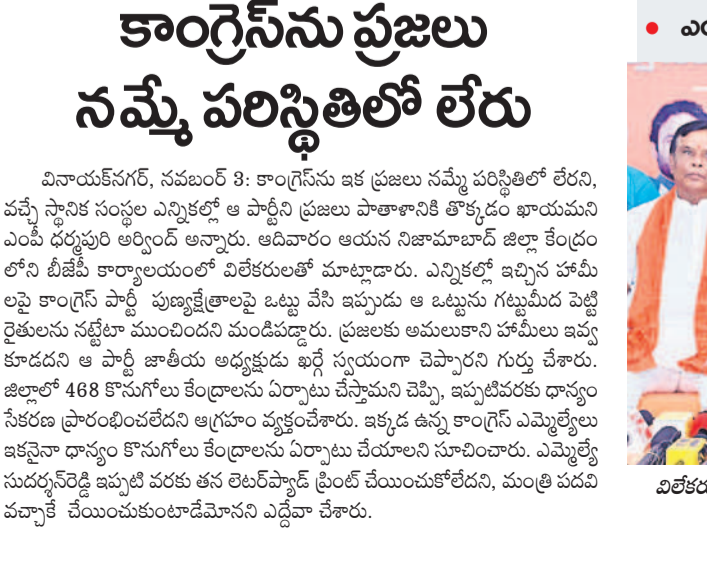 కాంగ్రెస్‌ను ప్రజలు
నమ్మే పరిస్థితిలో లేరు
వినాయక్‌నగర్, నవబంర్ 3: కాంగ్రెస్‌ను ఇక ప్రజలు నమ్మే పరిస్థితిలో లేరని,
వచ్చే స్థానిక సంస్థల ఎన్నికల్లో ఆ పార్టీని ప్రజలు పాతాళానికి తొక్కడం ఖాయమని
ఎంపీ ధర్మపురి అర్వింద్ అన్నారు. ఆదివారం ఆయన నిజామాబాద్ జిల్లా కేంద్రం
లోని బీజేపీ కార్యాలయంలో విలేకరులతో మాట్లాడారు. ఎన్నికల్లో ఇచ్చిన హామీ
లపై కాంగ్రెస్ పార్టీ పుణ్యక్షేత్రాలపై ఒట్టు వేసి ఇప్పుడు ఆ ఒట్టును గట్టుమీద పెట్టి
రైతులను నట్టేటా ముంచిందని మండిపడ్డారు. ప్రజలకు అమలుకాని హామీలు ఇవ్వ
కూడదని ఆ పార్టీ జాతీయ అధ్యక్షుడు ఖర్గే స్వయంగా చెప్పారని గుర్తు చేశారు.
జిల్లాలో 468 కొనుగోలు కేంద్రాలను ఏర్పాటు చేస్తామని చెప్పి, ఇప్పటివరకు ధాన్యం
సేకరణ ప్రారంభించలేదని ఆగ్రహం వ్యక్తంచేశారు. ఇక్కడ ఉన్న కాంగ్రెస్ ఎమ్మెల్యేలు
ఇకనైనా ధాన్యం కొనుగోలు కేంద్రాలను ఏర్పాటు చేయాలని సూచించారు. ఎమ్మెల్యే
సుదర్శన్‌రెడ్డి ఇప్పటి వరకు తన లెటర్‌ప్యాడ్ ప్రింట్ చేయించుకోలేదని, మంత్రి పదవి
వచ్చాకే చేయించుకుంటాడేమోనని ఎద్దేవా చేశారు.